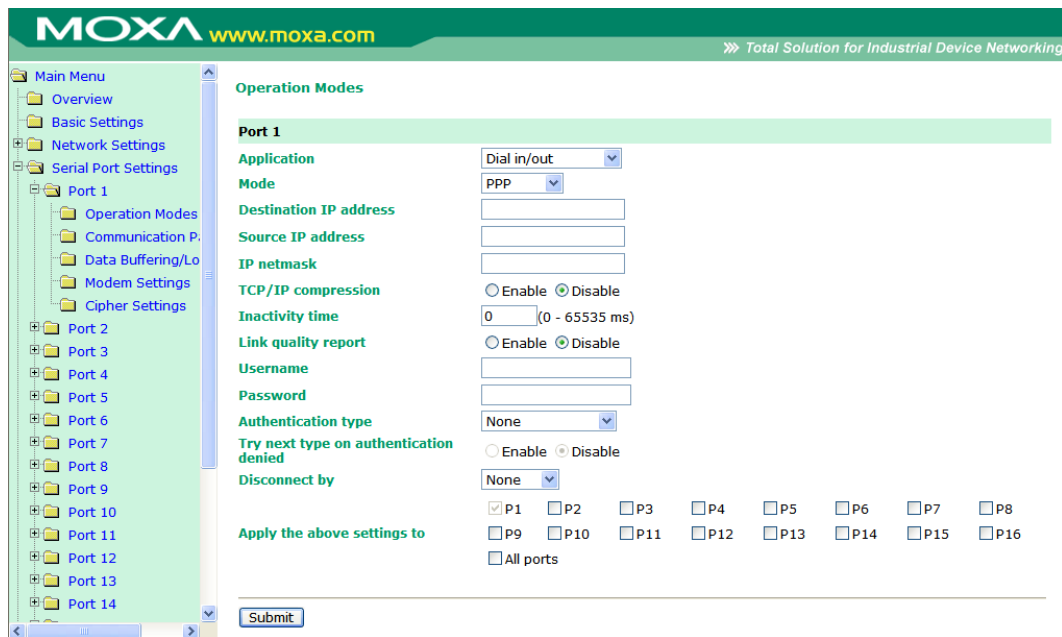 MOXA www.moxa.com
Total Solution for Industrial Device Networking
Main Menu
Overview
Basic Settings
Network Settings
Serial Port Settings
Port 1
Operation Modes
Communication Pa
Data Buffering/Lo
Modem Settings
Cipher Settings
Port 2
Port 3
Port 4
Port 5
Port 6
Port 7
Port 8
Port 9
Port 10
Port 11
Port 12
Port 13
Port 14
Operation Modes
Port 1
Application Dial in/out
Mode PPP
Destination IP address
Source IP address
IP netmask
TCP/IP compression Enable Disable
Inactivity time 0 (0 - 65535 ms)
Link quality report Enable Disable
Username
Password
Authentication type None
Try next type on authentication
denied Enable Disable
Disconnect by None
P1 P2 P3 P4 P5 P6 P7 P8
Apply the above settings to P9 P10 P11 P12 P13 P14 P15 P16
All ports
Submit